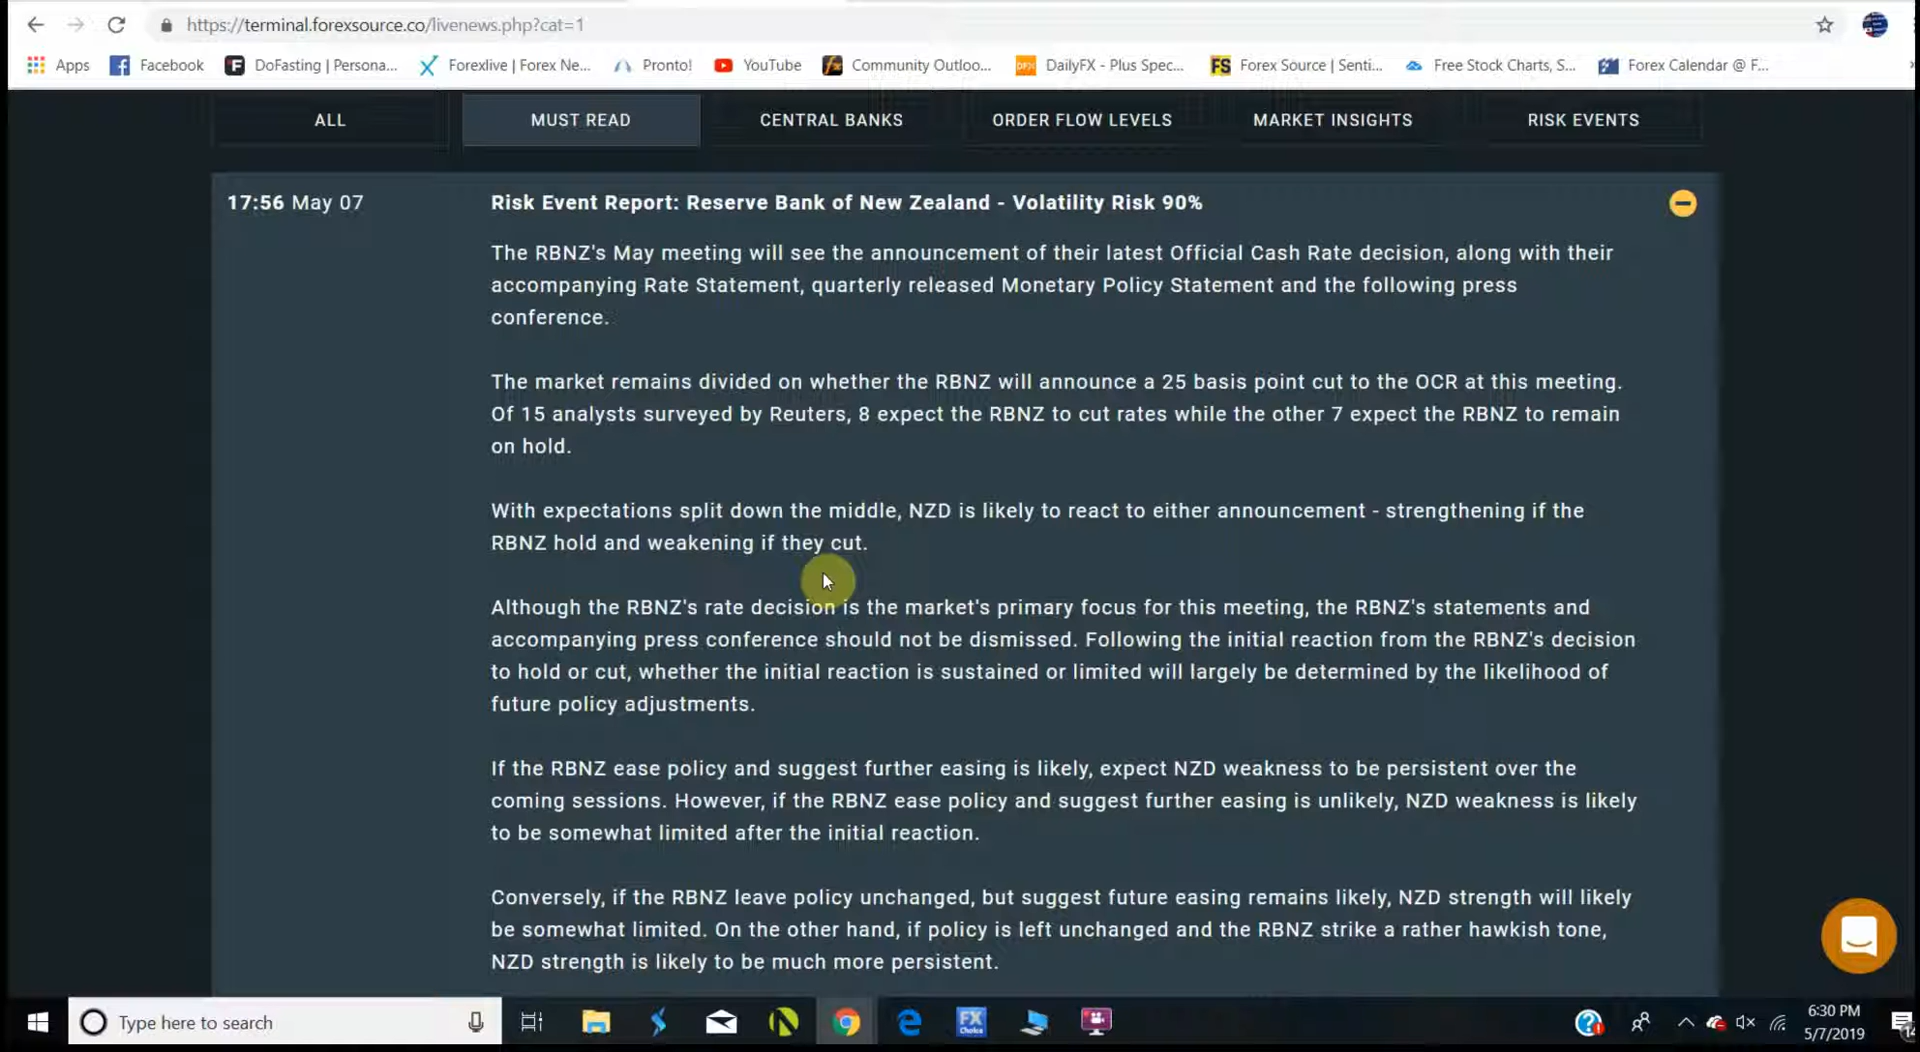 https://terminal.forexsource.co/livenews.php?cat=1
Apps
Facebook
DoFasting | Persona...
Forexlive | Forex Ne...
Pronto!
YouTube
Community Outloo...
DailyFX - Plus Spec...
Forex Source | Senti...
Free Stock Charts, S...
Forex Calendar @ F...
ALL
MUST READ
CENTRAL BANKS
ORDER FLOW LEVELS
MARKET INSIGHTS
RISK EVENTS
17:56 May 07
Risk Event Report: Reserve Bank of New Zealand - Volatility Risk 90%
The RBNZ's May meeting will see the announcement of their latest Official Cash Rate decision, along with their
accompanying Rate Statement, quarterly released Monetary Policy Statement and the following press
conference.
The market remains divided on whether the RBNZ will announce a 25 basis point cut to the OCR at this meeting.
Of 15 analysts surveyed by Reuters, 8 expect the RBNZ to cut rates while the other 7 expect the RBNZ to remain
on hold.
With expectations split down the middle, NZD is likely to react to either announcement - strengthening if the
RBNZ hold and weakening if they cut.
Although the RBNZ's rate decision is the market's primary focus for this meeting, the RBNZ's statements and
accompanying press conference should not be dismissed. Following the initial reaction from the RBNZ's decision
to hold or cut, whether the initial reaction is sustained or limited will largely be determined by the likelihood of
future policy adjustments.
If the RBNZ ease policy and suggest further easing is likely, expect NZD weakness to be persistent over the
coming sessions. However, if the RBNZ ease policy and suggest further easing is unlikely, NZD weakness is likely
to be somewhat limited after the initial reaction.
Conversely, if the RBNZ leave policy unchanged, but suggest future easing remains likely, NZD strength will likely
be somewhat limited. On the other hand, if policy is left unchanged and the RBNZ strike a rather hawkish tone,
NZD strength is likely to be much more persistent.
Type here to search
FX
Choice
6:30 PM
5/7/2019